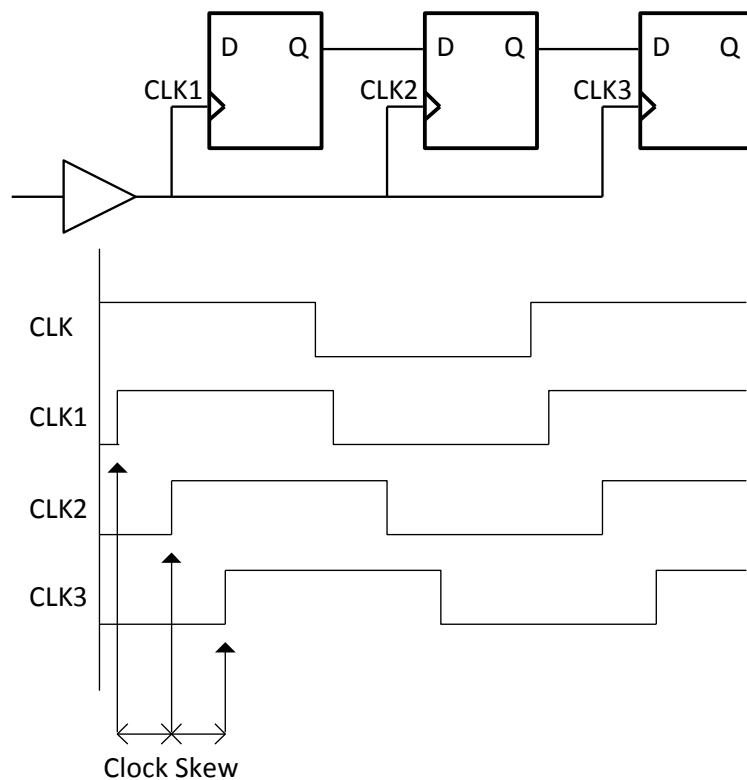 D Q D Q D Q
CLK1 CLK2 CLK3
CLK
CLK1
CLK2
CLK3
Clock Skew